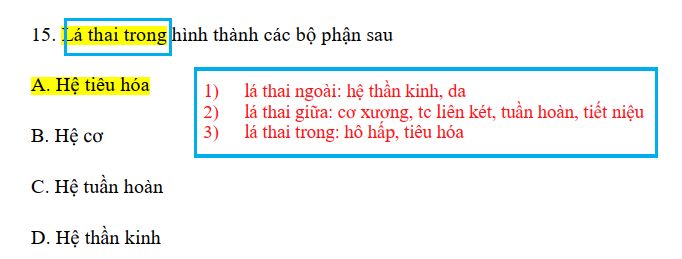 15. Lá thai trong hình thành các bộ phận sau
A. Hệ tiêu hóa
1) lá thai ngoài: hệ thần kinh, da
2) lá thai giữa: cơ xượng, tc liên két, tuần hoàn, tiết niệu
3) lá thai trong: hô hấp, tiêu hóa
B. Hệ cơ
C. Hệ tuần hoàn
D. Hệ thần kinh